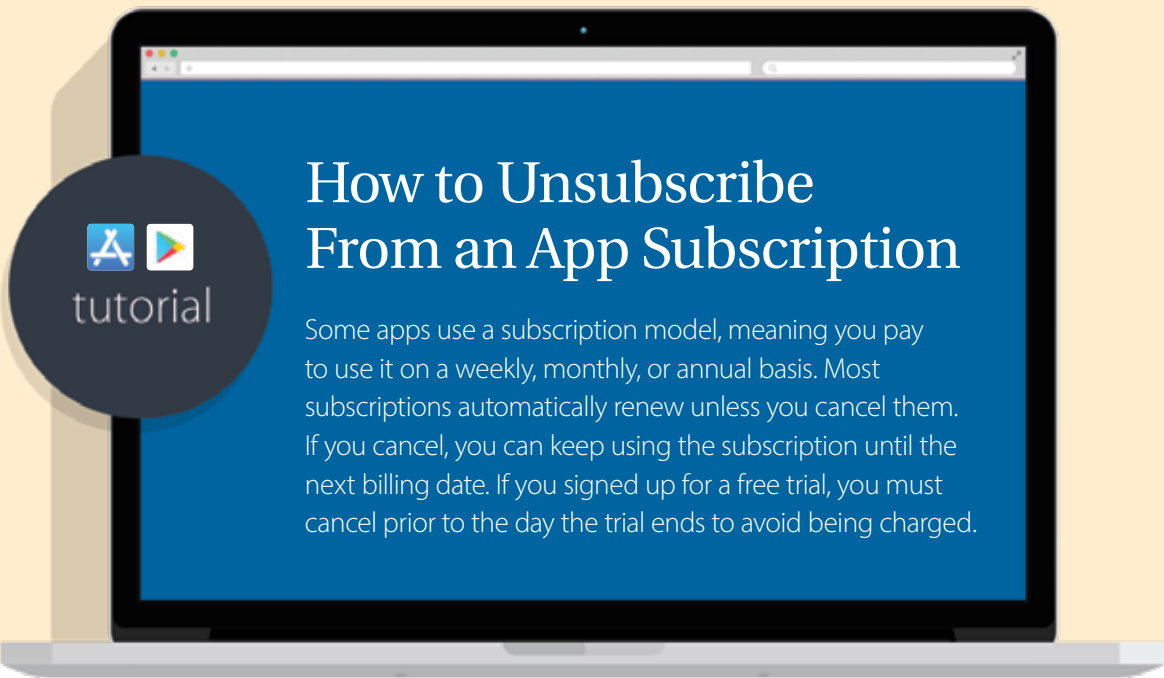 How to Unsubscribe
From an App Subscription
tutorial
Some apps use a subscription model, meaning you pay
to use it on a weekly, monthly, or annual basis. Most
subscriptions automatically renew unless you cancel them.
If you cancel, you can keep using the subscription until the
next billing date. If you signed up for a free trial, you must
cancel prior to the day the trial ends to avoid being charged.